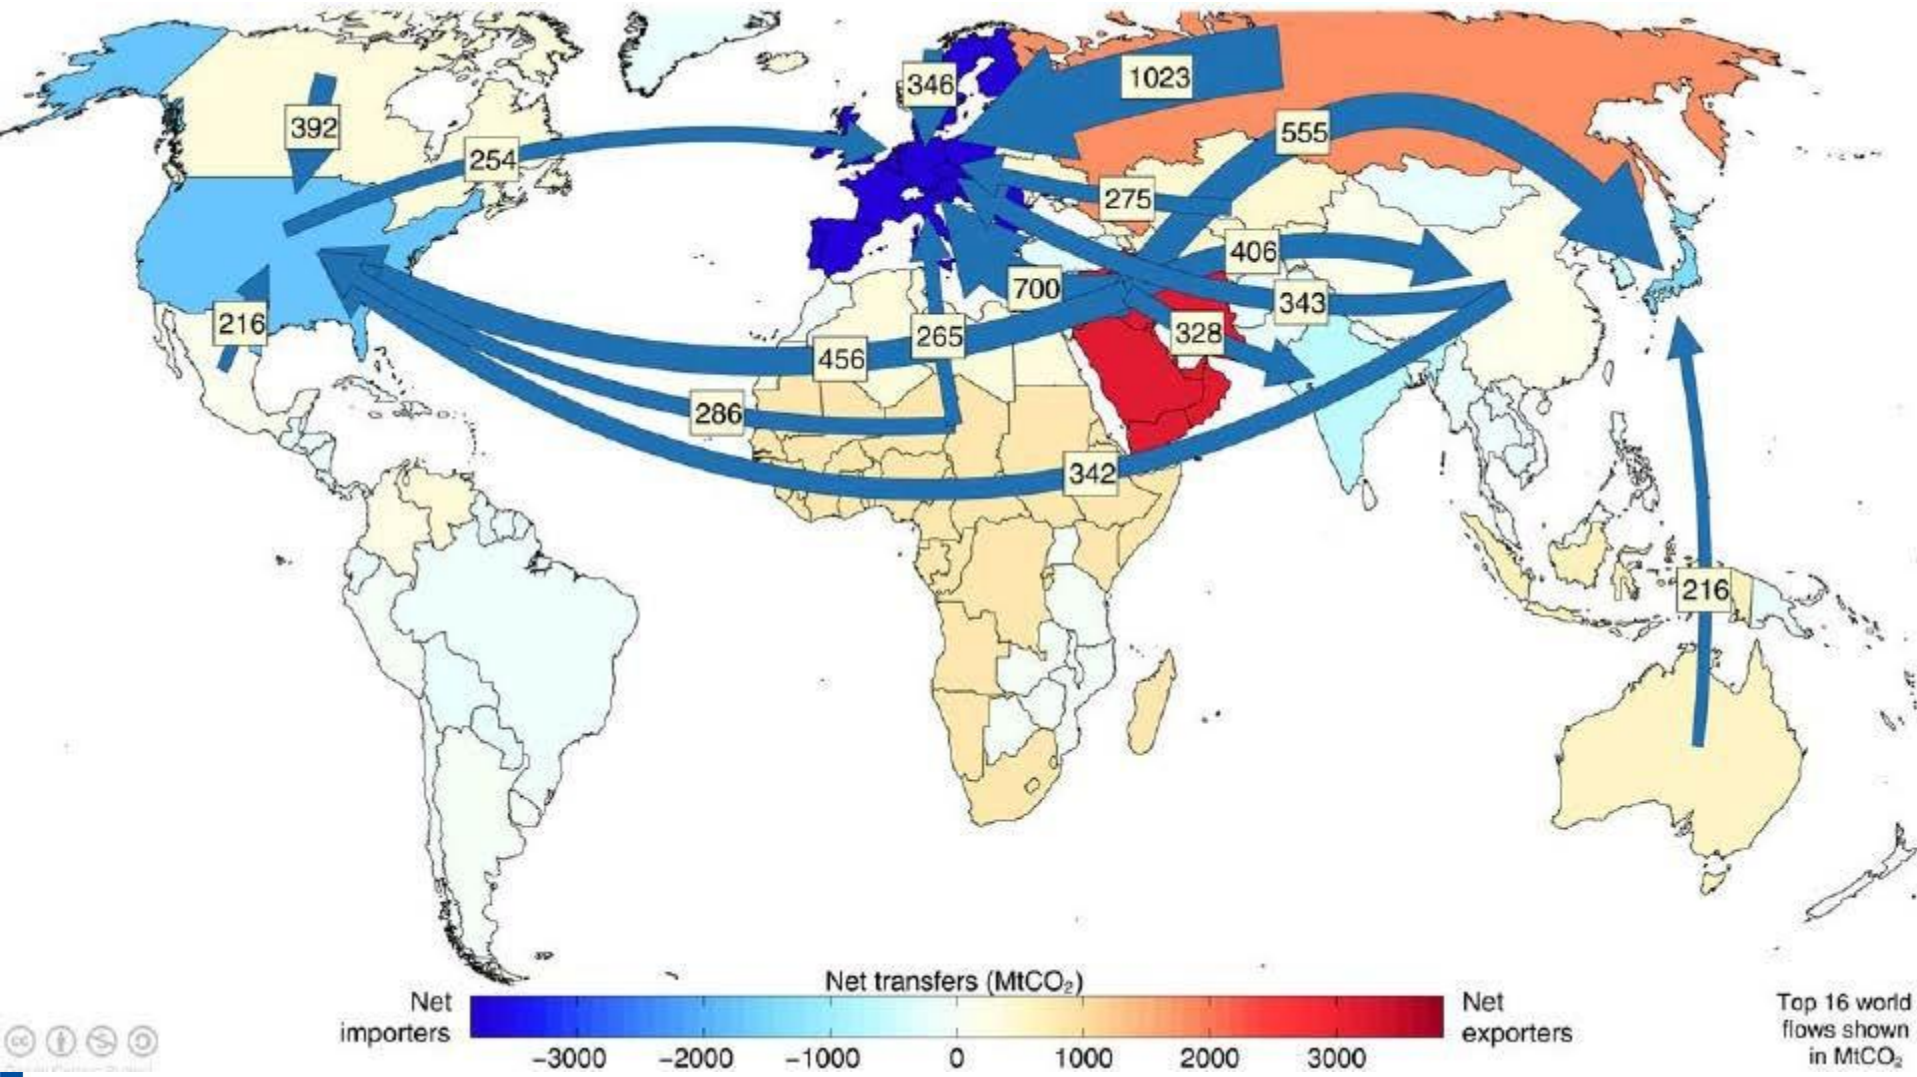 346
1023
392
555
254
275
406
700
343
216
265
328
456
286
342
216
Net transfers (MtCO₂)
Net importers
Net exporters
−3000 −2000 −1000 0 1000 2000 3000
Top 16 world
flows shown
in MtCO₂
cc